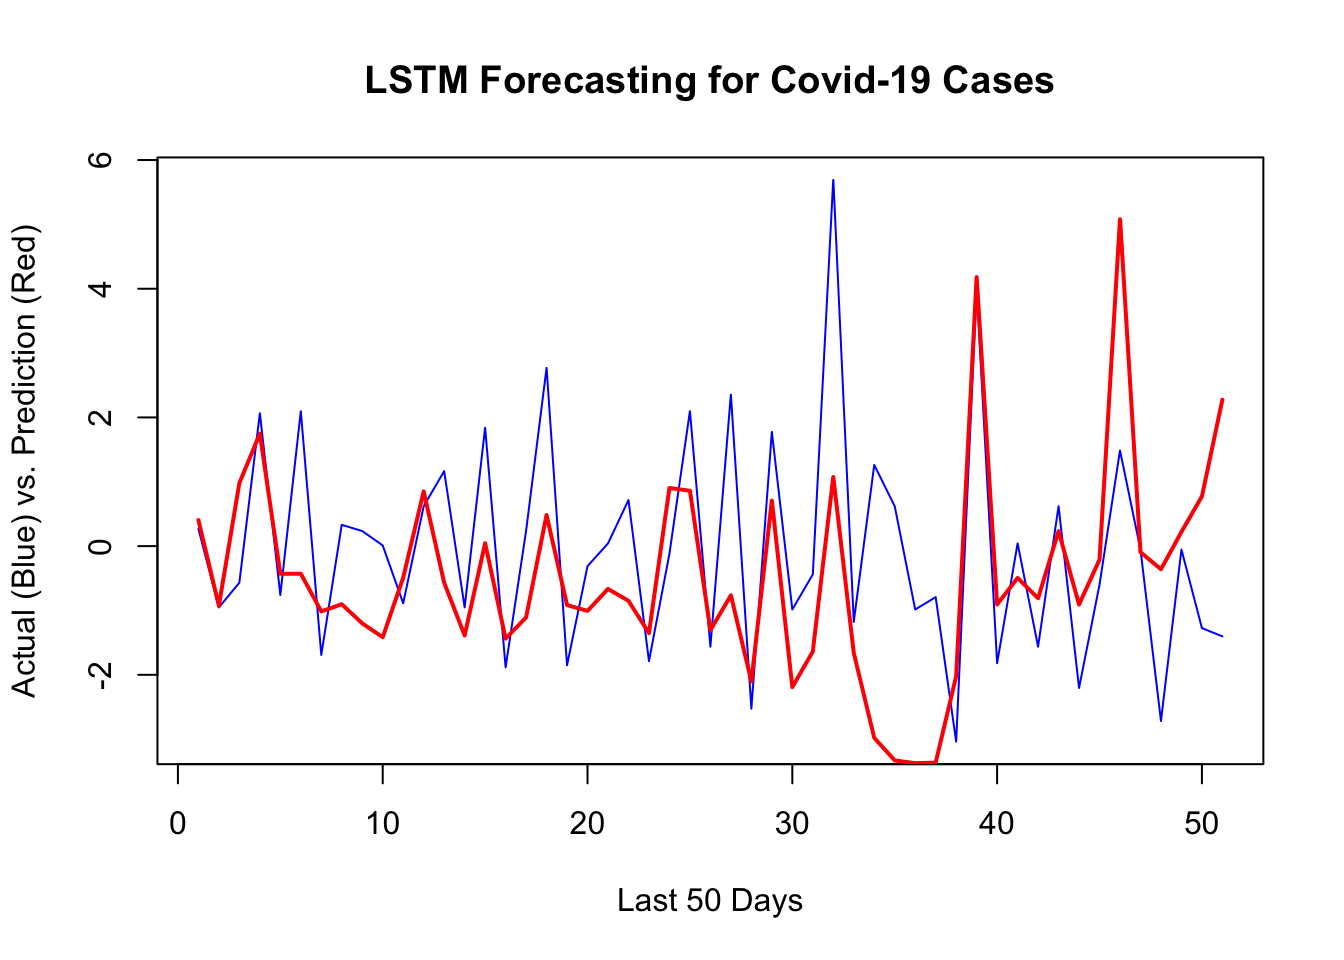 LSTM Forecasting for Covid-19 Cases
Actual (Blue) vs. Prediction (Red)
6
4
2
0
-2
0 10 20 30 40 50
Last 50 Days